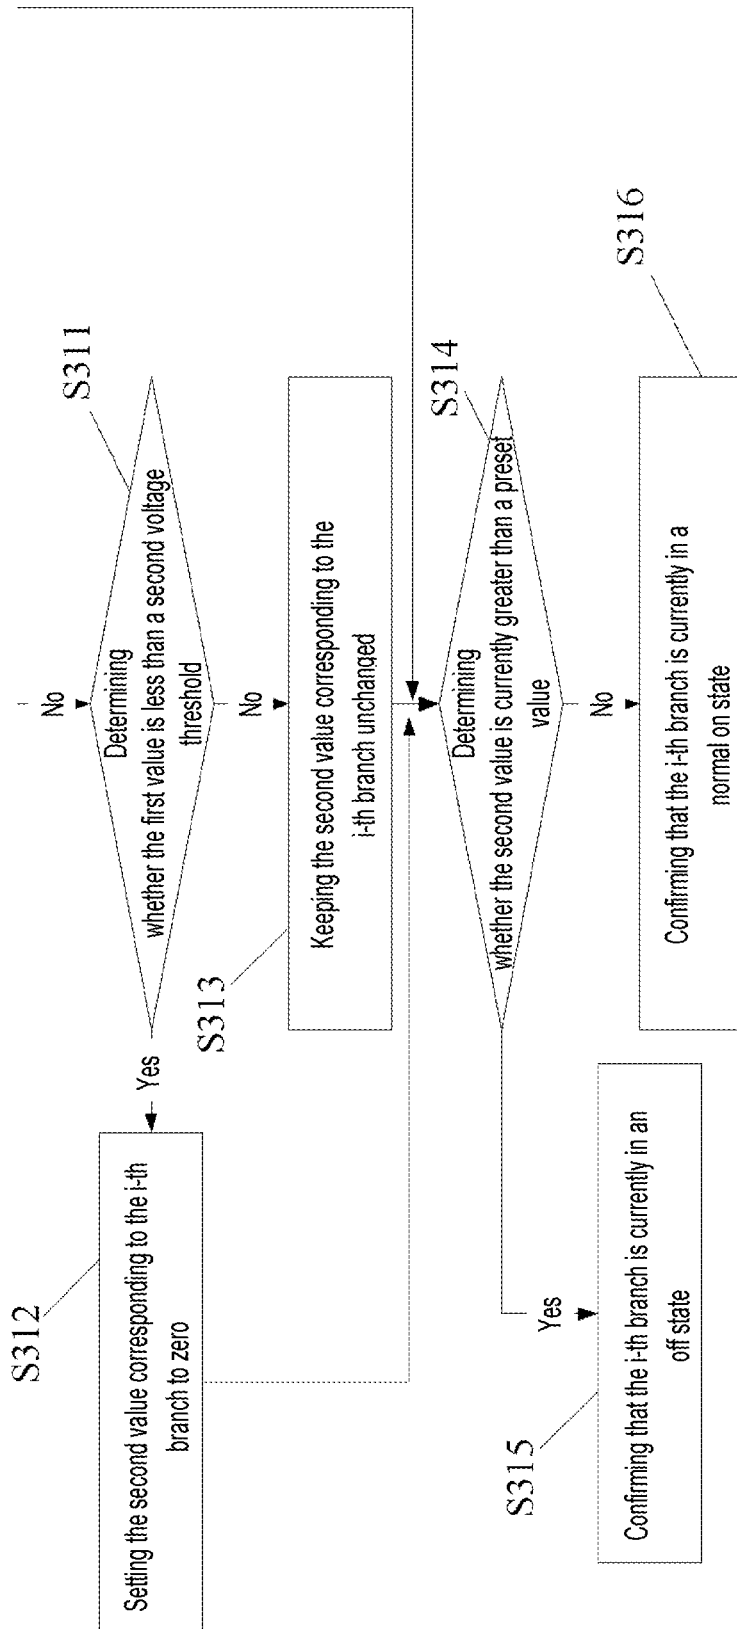 No
S311
Determining
whether the first value is less than a second voltage
threshold
Yes
No
S312
Setting the second value corresponding to the i-th
branch to zero
S313
Keeping the second value corresponding to the
i-th branch unchanged
S314
Determining
whether the second value is currently greater than a preset
value
Yes
No
S315
Confirming that the i-th branch is currently in an
off state
S316
Confirming that the i-th branch is currently in a
normal on state